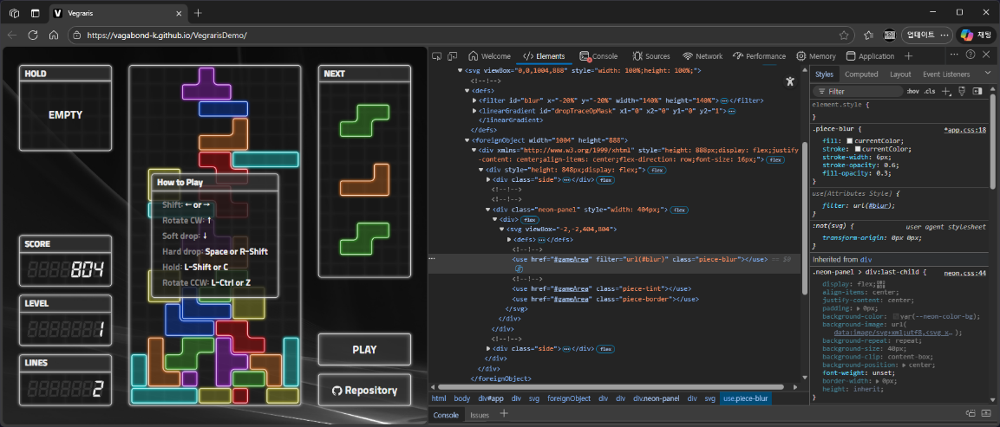 Vegraris
https://vagabond-k.github.io/VegrarisDemo/
업데이트
채팅
HOLD
EMPTY
NEXT
How to Play
Shift: ← or →
Rotate CW: ↑
Soft drop: ↓
Hard drop: Space or R-Shift
Hold: L-Shift or C
Rotate CCW: L-Ctrl or Z
SCORE
804
LEVEL
1
LINES
2
PLAY
Repository
Welcome
Elements
Console
Sources
Network
Performance
Memory
Application
<svg viewBox="0,0,1004,888" style="width: 100%;height: 100%;">
<!--!-->
<defs>
<filter id="blur" x="-20%" y="-20%" width="140%" height="140%">…</filter>
<linearGradient id="dropTraceOpMask" x1="0" x2="0" y1="0" y2="1">…
</linearGradient>
</defs>
<foreignObject width="1004" height="888">
<div xmlns="http://www.w3.org/1999/xhtml" style="height: 888px;display: flex;justify
-content: center;align-items: center;flex-direction: row;font-size: 16px;"> flex
<div style="height: 848px;display: flex;"> flex
<div class="side">…</div> flex
<!--!-->
<div class="neon-panel" style="width: 404px;"> flex
<div> flex
<svg viewBox="-2,-2,404,804">
<defs>…</defs>
<!--!-->
<use href="#gameArea" filter="url(#blur)" class="piece-blur"></use> == $0
<!--!-->
<use href="#gameArea" class="piece-tint"></use>
<use href="#gameArea" class="piece-border"></use>
</svg>
</div>
</div>
<!--!-->
<div class="side">…</div> flex
</div>
</div>
</foreignObject>
html body div#app div svg foreignObject div div div.neon-panel div svg use.piece-blur
Console Issues
Styles Computed Layout Event Listeners
Filter :hov .cls
element.style {
}
.piece-blur { *app.css:18
fill: currentColor;
stroke: currentColor;
stroke-width: 6px;
stroke-opacity: 0.6;
fill-opacity: 0.3;
}
use[Attributes Style] {
filter: url(#blur);
}
:not(svg) { user agent stylesheet
transform-origin: 0px 0px;
}
Inherited from div
.neon-panel > div:last-child { neon.css:44
display: flex;
align-items: center;
justify-content: center;
padding: 0px;
background-color: var(--neon-color-bg);
background-image: url(
data:image/svg+xml;utf8,<svg x… );
background-repeat: repeat;
background-size: 40px;
background-clip: content-box;
background-position: center;
font-weight: unset;
border-width: 0px;
height: inherit;
}